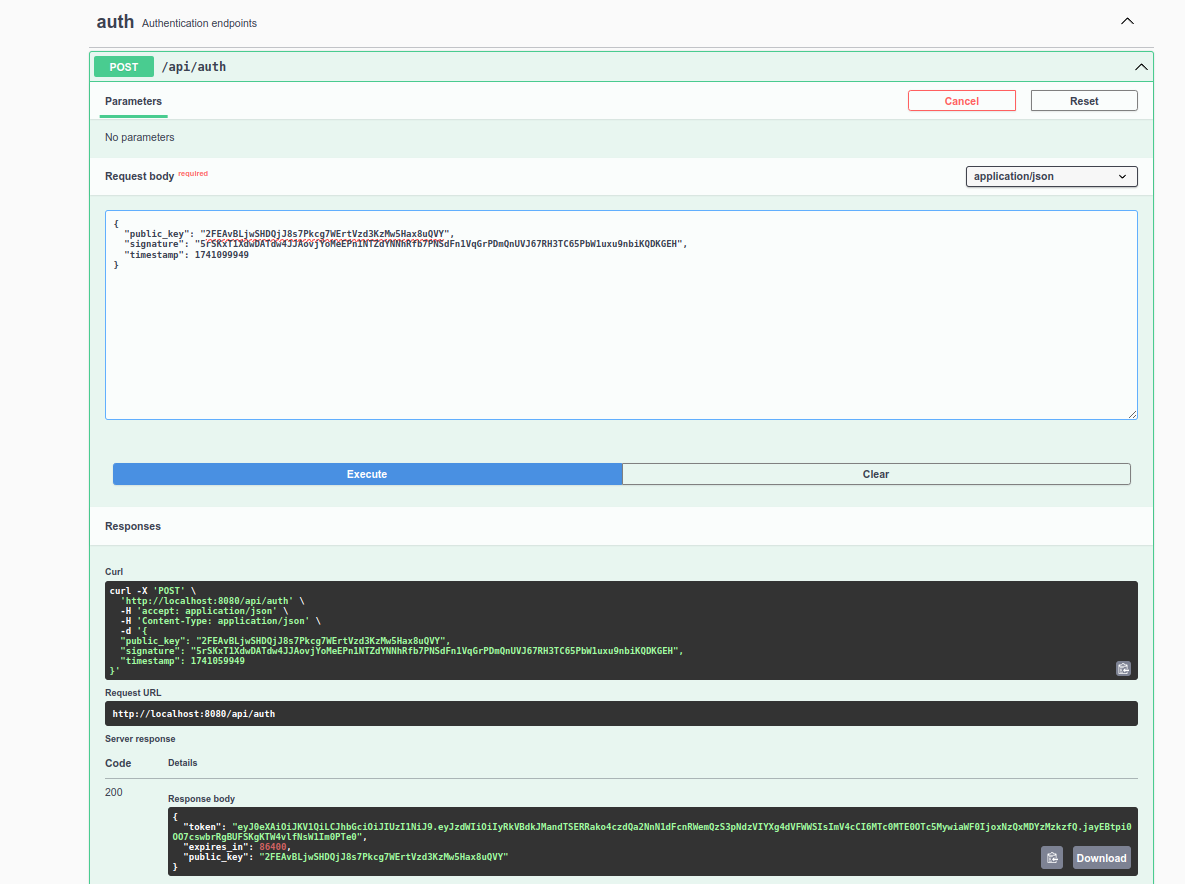 auth Authentication endpoints
POST /api/auth
Parameters
Cancel
Reset
No parameters
Request body required
application/json
{
"public_key": "2FEAvBLjwSHDQjJ8s7Pkcg7WErtVzd3KzMw5Hax8uQVY",
"signature": "5rSKxT1XdwDATdw4JJAovjYoMeEPn1NTZdYNNhRfb7PNSdFn1VqGrPDmQnUVJ67RH3TC65PbW1uxu9nbiKQDKGEH",
"timestamp": 1741099949
}
Execute
Clear
Responses
Curl
curl -X 'POST' \
'http://localhost:8080/api/auth' \
-H 'accept: application/json' \
-H 'Content-Type: application/json' \
-d '{
"public_key": "2FEAvBLjwSHDQjJ8s7Pkcg7WErtVzd3KzMw5Hax8uQVY",
"signature": "5rSKxT1XdwDATdw4JJAovjYoMeEPn1NTZdYNNhRfb7PNSdFn1VqGrPDmQnUVJ67RH3TC65PbW1uxu9nbiKQDKGEH",
"timestamp": 1741059949
}'
Request URL
http://localhost:8080/api/auth
Server response
Code Details
200
Response body
{
"token": "eyJ0eXAiOiJKV1QiLCJhbGciOiJIUzI1NiJ9.eyJzdWIiOiIyRkVBdkJMandTSERRako4czdQa2NnN1dFcnRWemQzS3pNdzVIYXg4dVFWWSIsImV4cCI6MTc0MTE0OTc5MywiaWF0IjoxNzQxMDYzMzkzfQ.jayEBtpi0
OO7cswbrRgBUFSKgKTW4vlfNsW1Im0PTe0",
"expires_in": 86400,
"public_key": "2FEAvBLjwSHDQjJ8s7Pkcg7WErtVzd3KzMw5Hax8uQVY"
}
Download